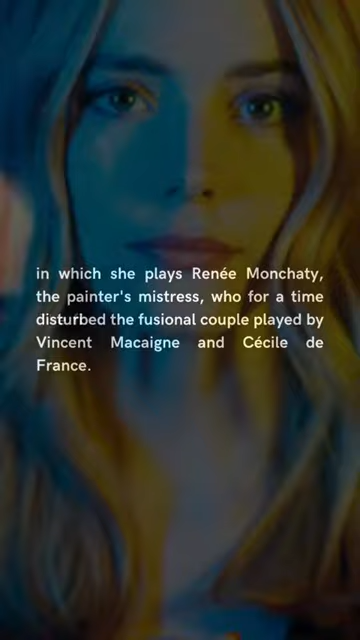 in which she plays Renée Monchaty,
the painter's mistress, who for a time
disturbed the fusional couple played by
Vincent Macaigne and Cécile de
France.